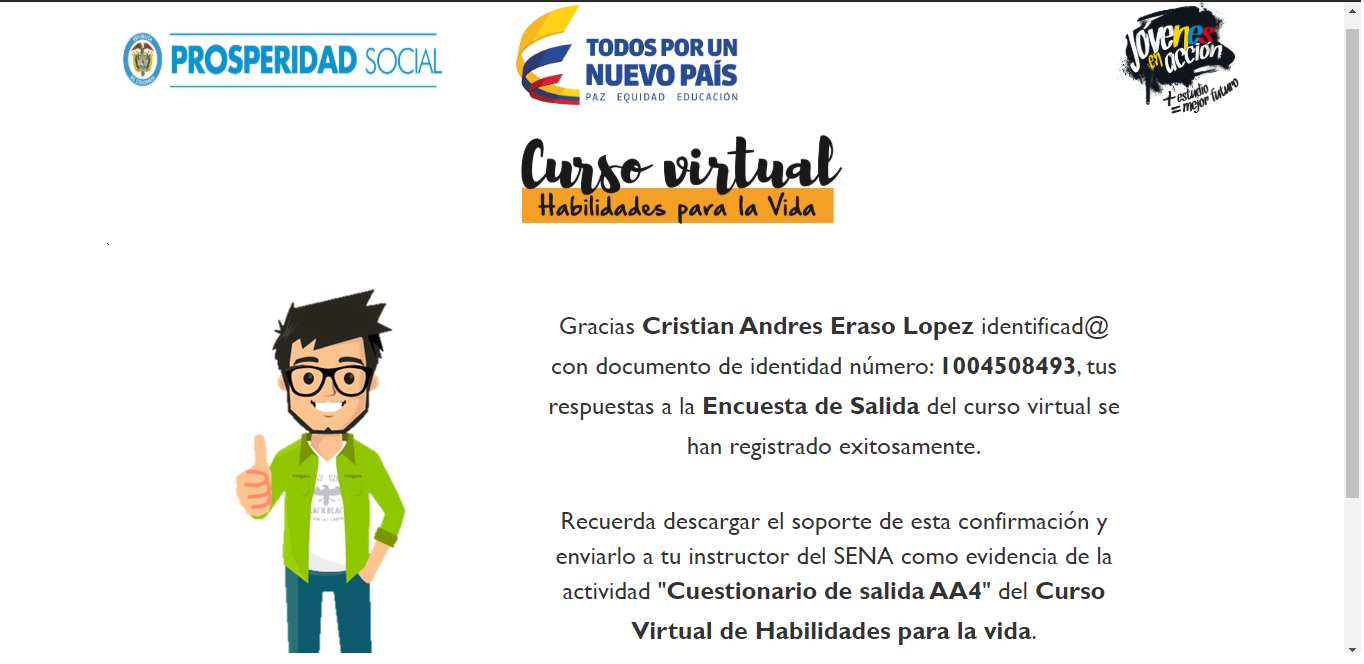 PROSPERIDAD SOCIAL
TODOS POR UN
NUEVO PAÍS
PAZ EQUIDAD EDUCACIÓN
Jóvenes
en acción
+ estudio
= mejor futuro
Curso virtual
Habilidades para la Vida
Gracias Cristian Andres Eraso Lopez identificad@
con documento de identidad número: 1004508493, tus
respuestas a la Encuesta de Salida del curso virtual se
han registrado exitosamente.
Recuerda descargar el soporte de esta confirmación y
enviarlo a tu instructor del SENA como evidencia de la
actividad "Cuestionario de salida AA4" del Curso
Virtual de Habilidades para la vida.